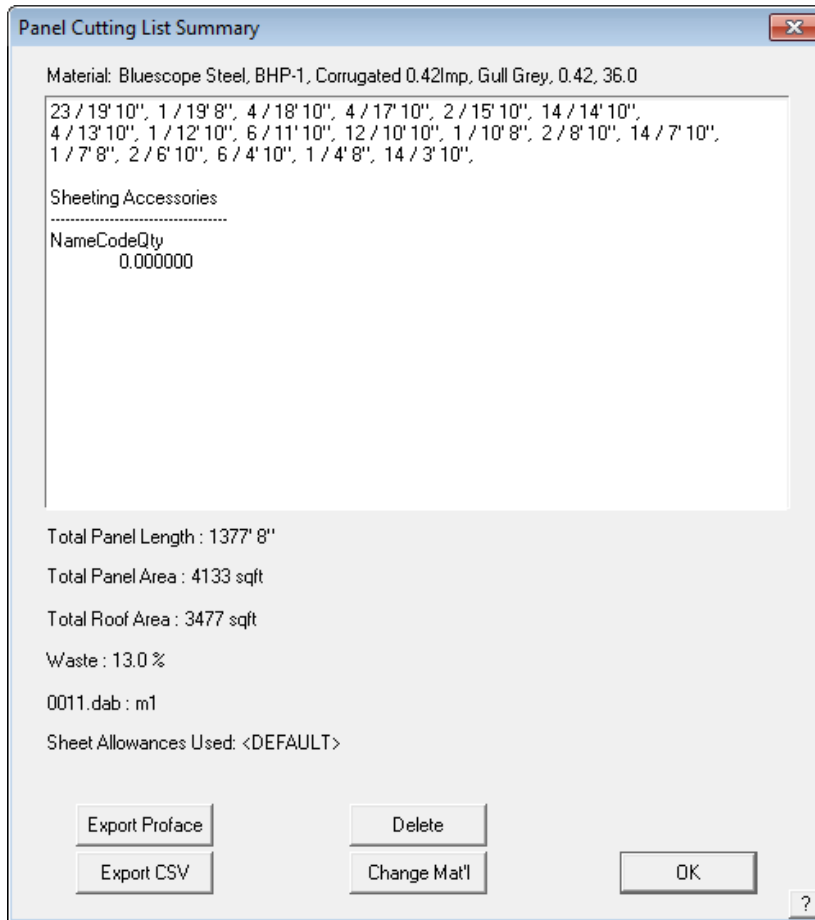 Panel Cutting List Summary
Material: Bluescope Steel, BHP-1, Corrugated 0.42Imp, Gull Grey, 0.42, 36.0
23 / 19' 10'', 1 / 19' 8'', 4 / 18' 10'', 4 / 17' 10'', 2 / 15' 10'', 14 / 14' 10'',
4 / 13' 10'', 1 / 12' 10'', 6 / 11' 10'', 12 / 10' 10'', 1 / 10' 8'', 2 / 8' 10'', 14 / 7' 10'',
1 / 7' 8'', 2 / 6' 10'', 6 / 4' 10'', 1 / 4' 8'', 14 / 3' 10'',
Sheeting Accessories
-----------------------------------
NameCodeQty
0.000000
Total Panel Length : 1377' 8''
Total Panel Area : 4133 sqft
Total Roof Area : 3477 sqft
Waste : 13.0 %
0011.dab : m1
Sheet Allowances Used: <DEFAULT>
Export Proface
Delete
Export CSV
Change Mat'l
OK
?